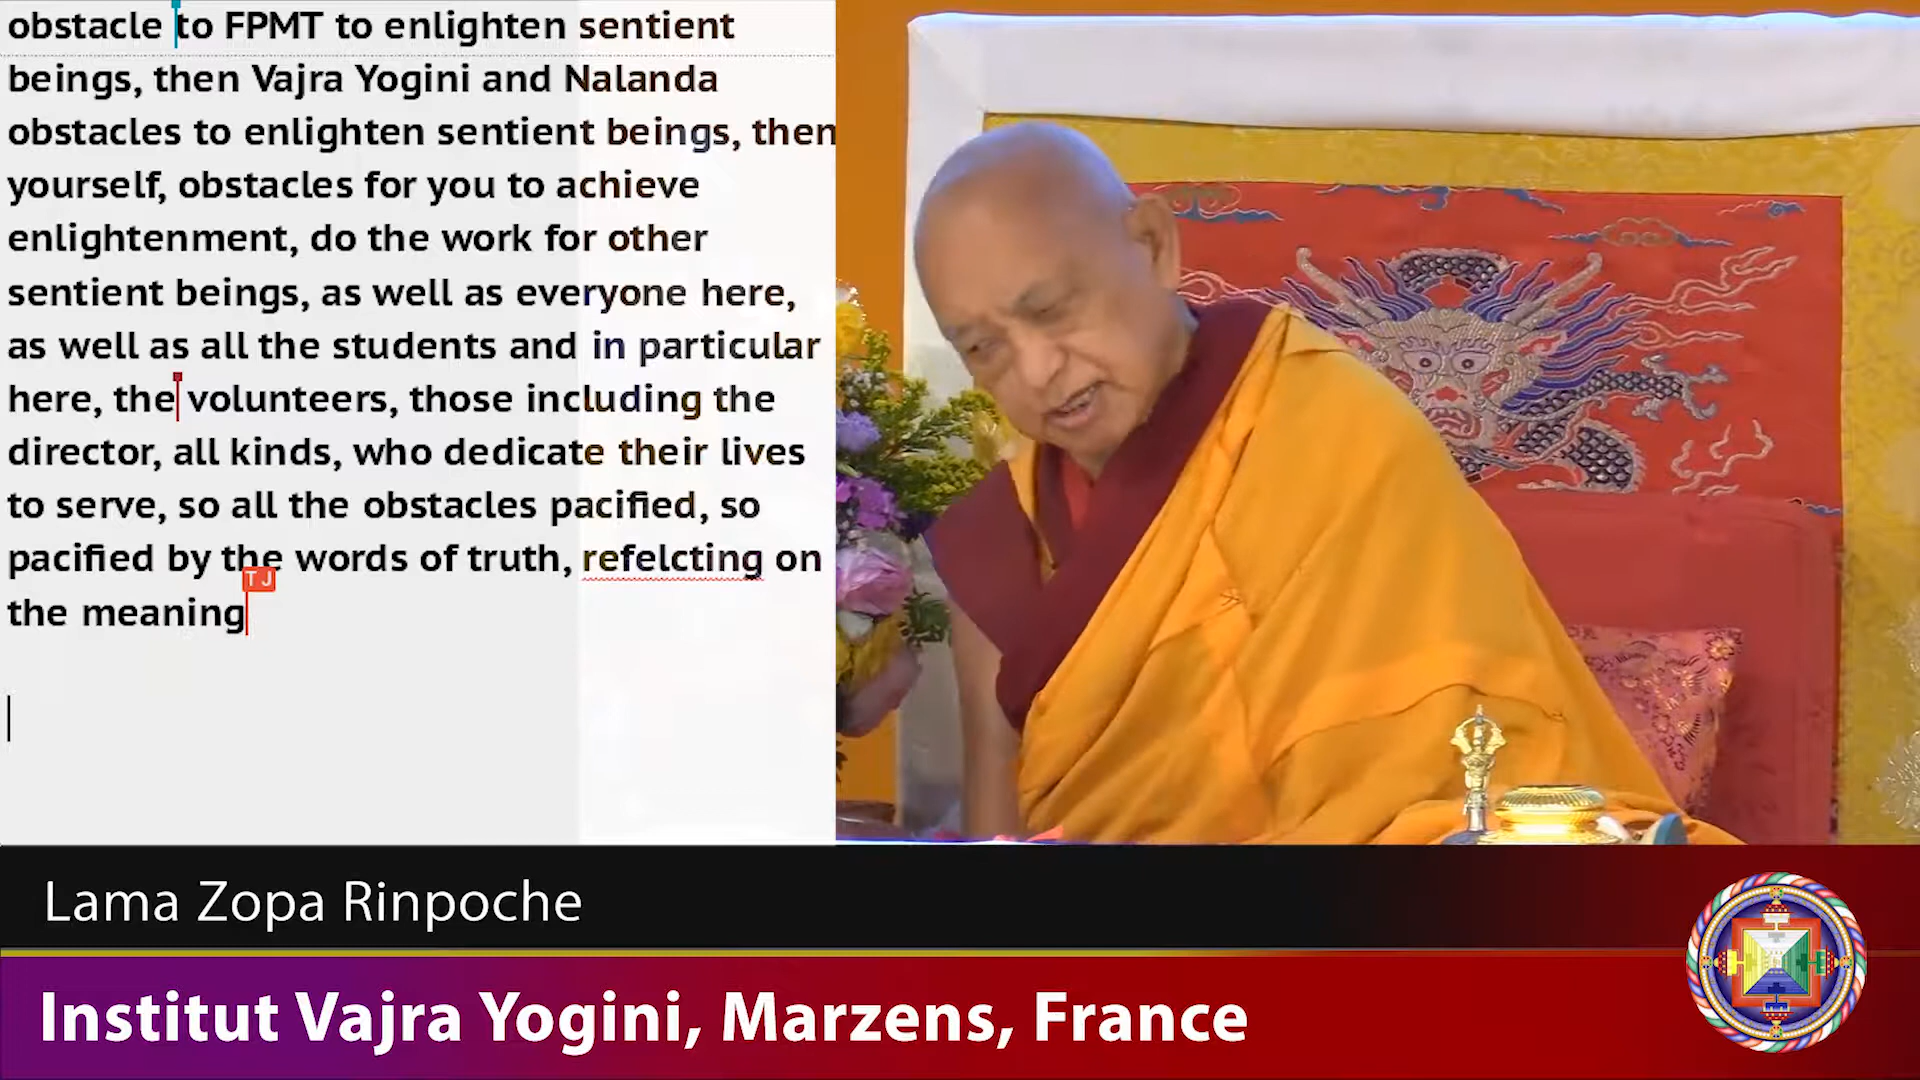 obstacle to FPMT to enlighten sentient
beings, then Vajra Yogini and Nalanda
obstacles to enlighten sentient beings, then
yourself, obstacles for you to achieve
enlightenment, do the work for other
sentient beings, as well as everyone here,
as well as all the students and in particular
here, the volunteers, those including the
director, all kinds, who dedicate their lives
to serve, so all the obstacles pacified, so
pacified by the words of truth, refelcting on
TJ
the meaning
Lama Zopa Rinpoche
Institut Vajra Yogini, Marzens, France